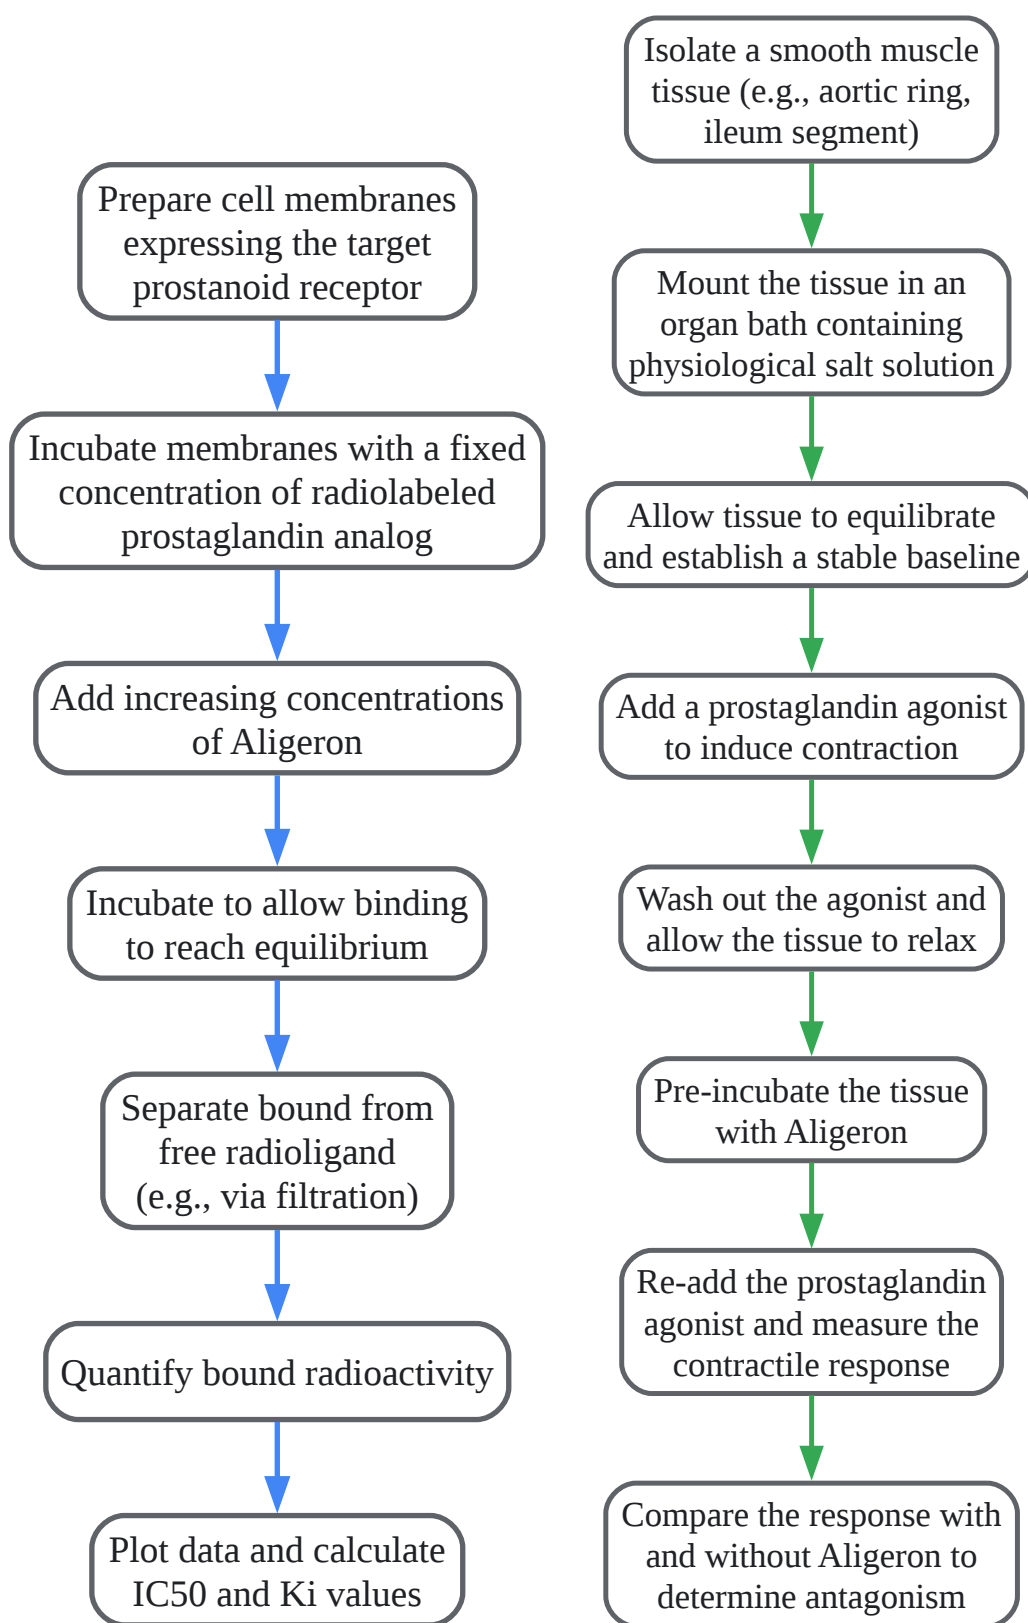 Prepare cell membranes
expressing the target
prostanoid receptor
Incubate membranes with a fixed
concentration of radiolabeled
prostaglandin analog
Add increasing concentrations
of Aligeron
Incubate to allow binding
to reach equilibrium
Separate bound from
free radioligand
(e.g., via filtration)
Quantify bound radioactivity
Plot data and calculate
IC50 and Ki values
Isolate a smooth muscle
tissue (e.g., aortic ring,
ileum segment)
Mount the tissue in an
organ bath containing
physiological salt solution
Allow tissue to equilibrate
and establish a stable baseline
Add a prostaglandin agonist
to induce contraction
Wash out the agonist and
allow the tissue to relax
Pre-incubate the tissue
with Aligeron
Re-add the prostaglandin
agonist and measure the
contractile response
Compare the response with
and without Aligeron to
determine antagonism